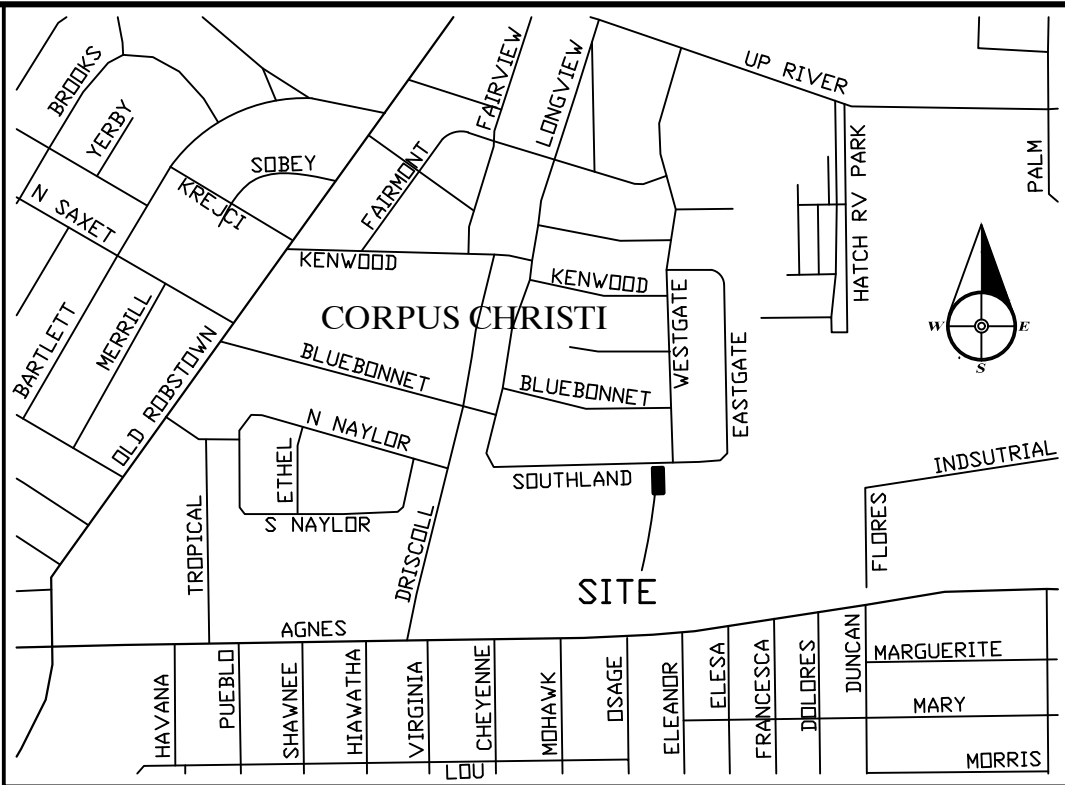 BROOKS
YERBY
FAIRVIEW
LONGVIEW
UP RIVER
PALM
HATCH RV PARK
SOBEY
KREJCI
FAIRMONT
N SAXET
KENWOOD
KENWOOD
CORPUS CHRISTI
WESTGATE
EASTGATE
W
E
S
BARTLETT
MERRILL
OLD ROBSTOWN
BLUEBONNET
BLUEBONNET
N NAYLOR
ETHEL
S NAYLOR
SOUTHLAND
INDSUTRIAL
FLORES
TROPICAL
DRISCOLL
SITE
AGNES
HAVANA
PUEBLO
SHAWNEE
HIAWATHA
VIRGINIA
CHEYENNE
MOHAWK
OSAGE
ELEANOR
ELESA
FRANCESCA
DOLORES
DUNCAN
MARGUERITE
MARY
MORRIS
LOU